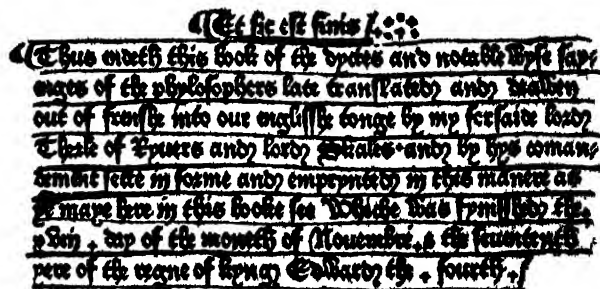 Et sic est finis
Thus endeth this book of the dyctes and notable wyse say-
enges of the phylosophers late translated and drawen
out of frenshe into our englisshe tonge by my forsaide lord
Therle of Ryuers and lord Skales. and by hys coman-
dement sette in forme and emprynted in this manere as
ye maye here in this booke see Whiche was fynisshed the.
xviij. day of the moneth of Nouembre. & the seuententh
yere of the regne of kyng Edward the. fourth.